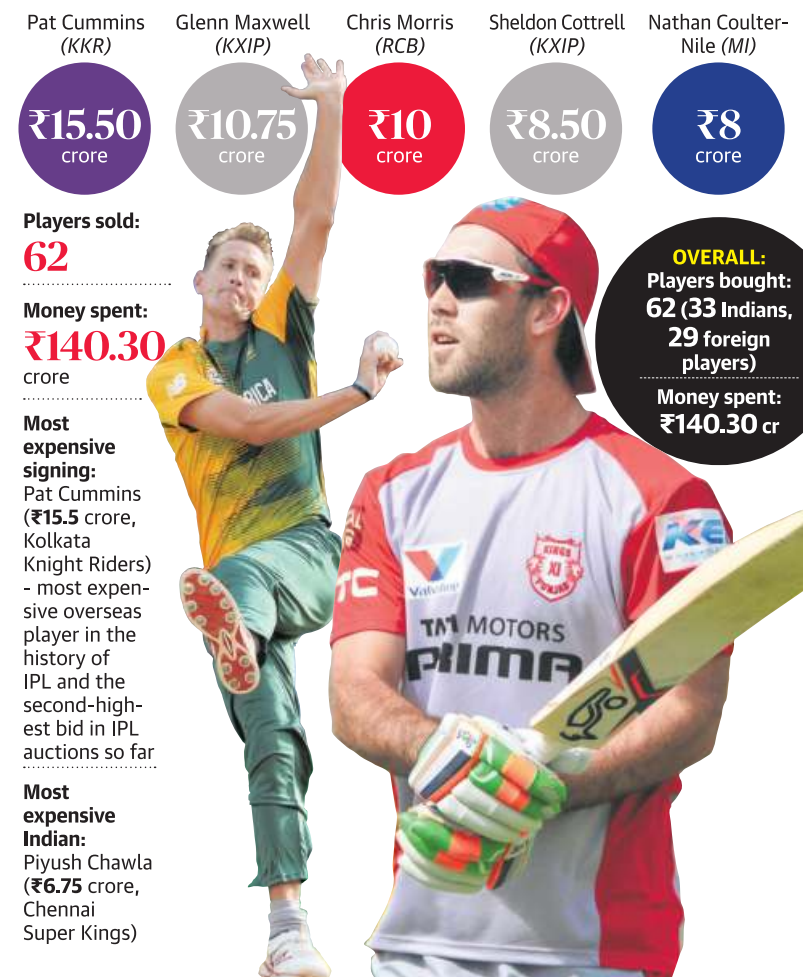 Pat Cummins
(KKR)
₹15.50
crore
Glenn Maxwell
(KXIP)
₹10.75
crore
Chris Morris
(RCB)
₹10
crore
Sheldon Cottrell
(KXIP)
₹8.50
crore
Nathan Coulter-
Nile (MI)
₹8
crore
Players sold:
62
Money spent:
₹140.30
crore
Most
expensive
signing:
Pat Cummins
(₹15.5 crore,
Kolkata
Knight Riders)
- most expen-
sive overseas
player in the
history of
IPL and the
second-high-
est bid in IPL
auctions so far
Most
expensive
Indian:
Piyush Chawla
(₹6.75 crore,
Chennai
Super Kings)
OVERALL:
Players bought:
62 (33 Indians,
29 foreign
players)
Money spent:
₹140.30 cr
RICA
TC
Valvoline
KINGS
XI
PUNJAB
TATA MOTORS
PRIMA